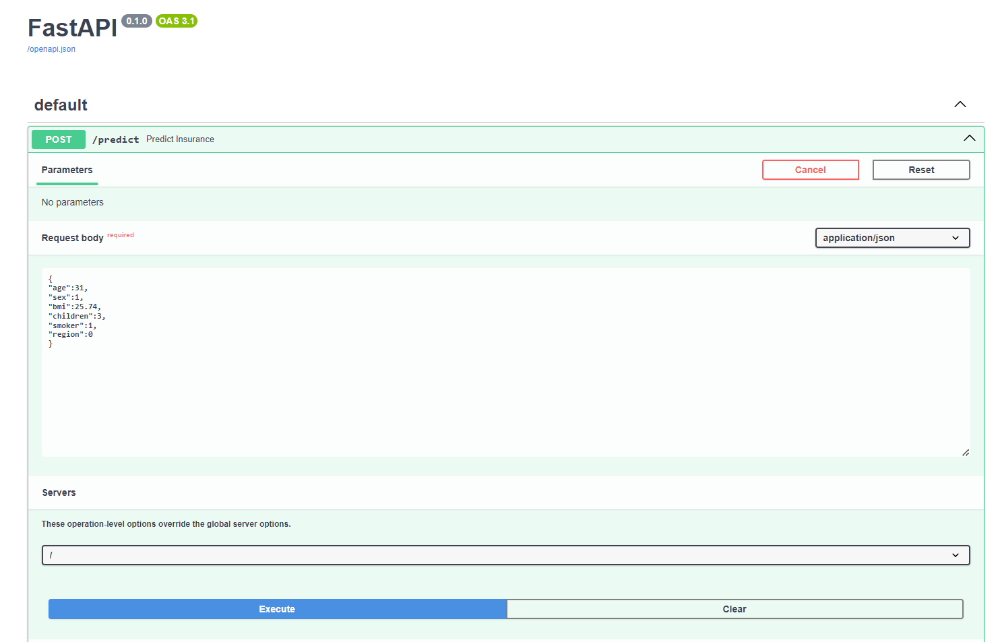 FastAPI 0.1.0 OAS 3.1
/openapi.json
default
POST /predict Predict Insurance
Parameters Cancel Reset
No parameters
Request body required application/json
{
"age":31,
"sex":1,
"bmi":25.74,
"children":3,
"smoker":1,
"region":0
}
Servers
These operation-level options override the global server options.
/
Execute Clear